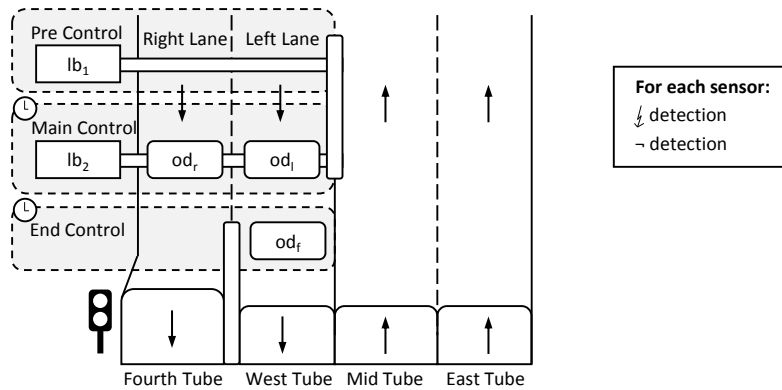 Pre Control
Right Lane
Left Lane
lb₁
Main Control
lb₂
odᵣ
odₗ
End Control
od_f
Fourth Tube
West Tube
Mid Tube
East Tube
For each sensor:
detection
¬ detection